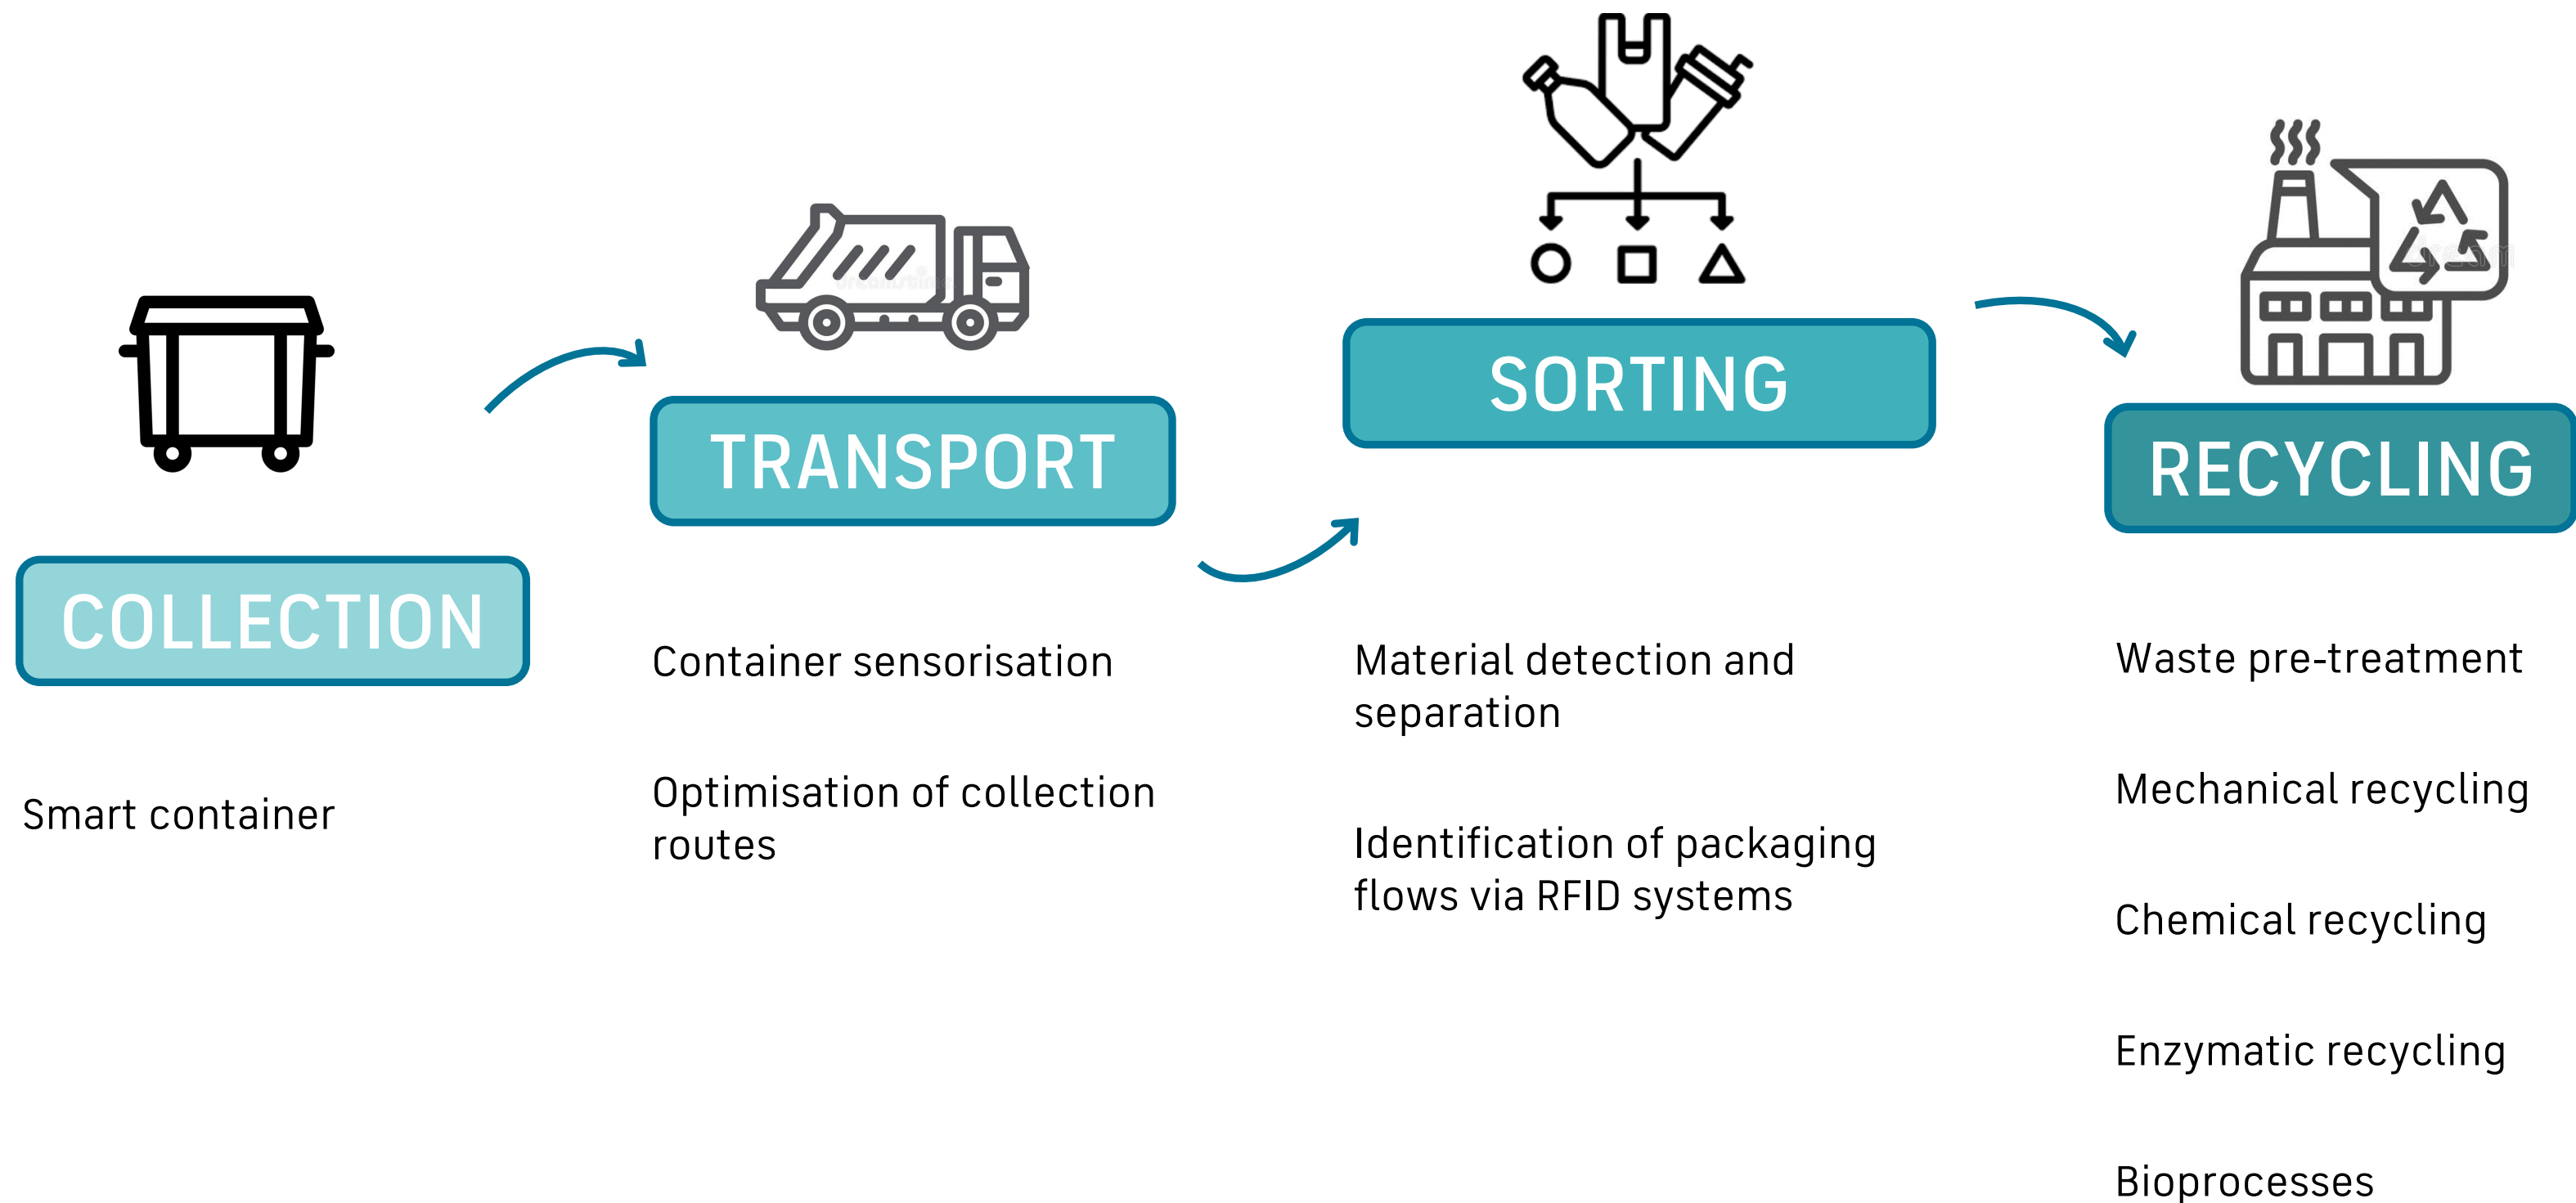 COLLECTION
Smart container
TRANSPORT
Container sensorisation
Optimisation of collection
routes
SORTING
Material detection and
separation
Identification of packaging
flows via RFID systems
RECYCLING
Waste pre-treatment
Mechanical recycling
Chemical recycling
Enzymatic recycling
Bioprocesses